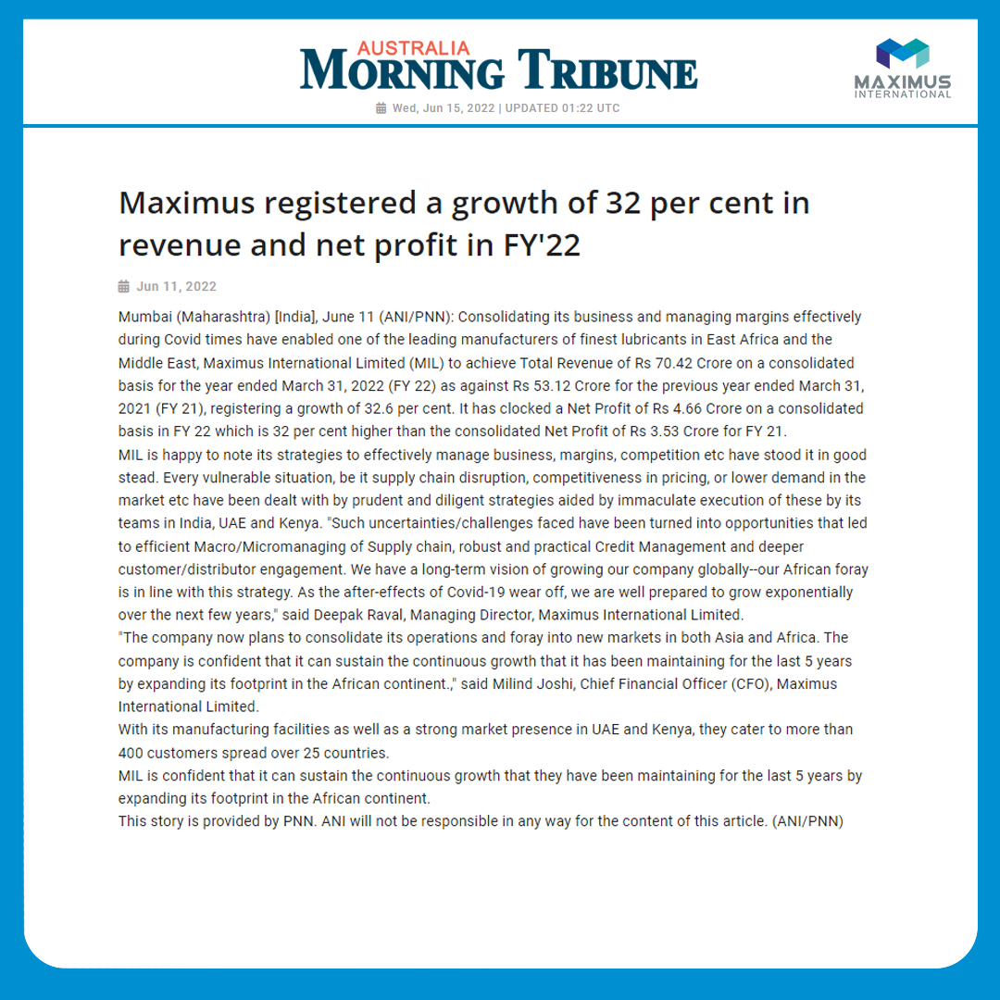 AUSTRALIA
MORNING TRIBUNE
Wed, Jun 15, 2022 | UPDATED 01:22 UTC
MAXIMUS
INTERNATIONAL
Maximus registered a growth of 32 per cent in
revenue and net profit in FY'22
Jun 11, 2022
Mumbai (Maharashtra) [India], June 11 (ANI/PNN): Consolidating its business and managing margins effectively
during Covid times have enabled one of the leading manufacturers of finest lubricants in East Africa and the
Middle East, Maximus International Limited (MIL) to achieve Total Revenue of Rs 70.42 Crore on a consolidated
basis for the year ended March 31, 2022 (FY 22) as against Rs 53.12 Crore for the previous year ended March 31,
2021 (FY 21), registering a growth of 32.6 per cent. It has clocked a Net Profit of Rs 4.66 Crore on a consolidated
basis in FY 22 which is 32 per cent higher than the consolidated Net Profit of Rs 3.53 Crore for FY 21.
MIL is happy to note its strategies to effectively manage business, margins, competition etc have stood it in good
stead. Every vulnerable situation, be it supply chain disruption, competitiveness in pricing, or lower demand in the
market etc have been dealt with by prudent and diligent strategies aided by immaculate execution of these by its
teams in India, UAE and Kenya. "Such uncertainties/challenges faced have been turned into opportunities that led
to efficient Macro/Micromanaging of Supply chain, robust and practical Credit Management and deeper
customer/distributor engagement. We have a long-term vision of growing our company globally--our African foray
is in line with this strategy. As the after-effects of Covid-19 wear off, we are well prepared to grow exponentially
over the next few years," said Deepak Raval, Managing Director, Maximus International Limited.
"The company now plans to consolidate its operations and foray into new markets in both Asia and Africa. The
company is confident that it can sustain the continuous growth that it has been maintaining for the last 5 years
by expanding its footprint in the African continent.," said Milind Joshi, Chief Financial Officer (CFO), Maximus
International Limited.
With its manufacturing facilities as well as a strong market presence in UAE and Kenya, they cater to more than
400 customers spread over 25 countries.
MIL is confident that it can sustain the continuous growth that they have been maintaining for the last 5 years by
expanding its footprint in the African continent.
This story is provided by PNN. ANI will not be responsible in any way for the content of this article. (ANI/PNN)